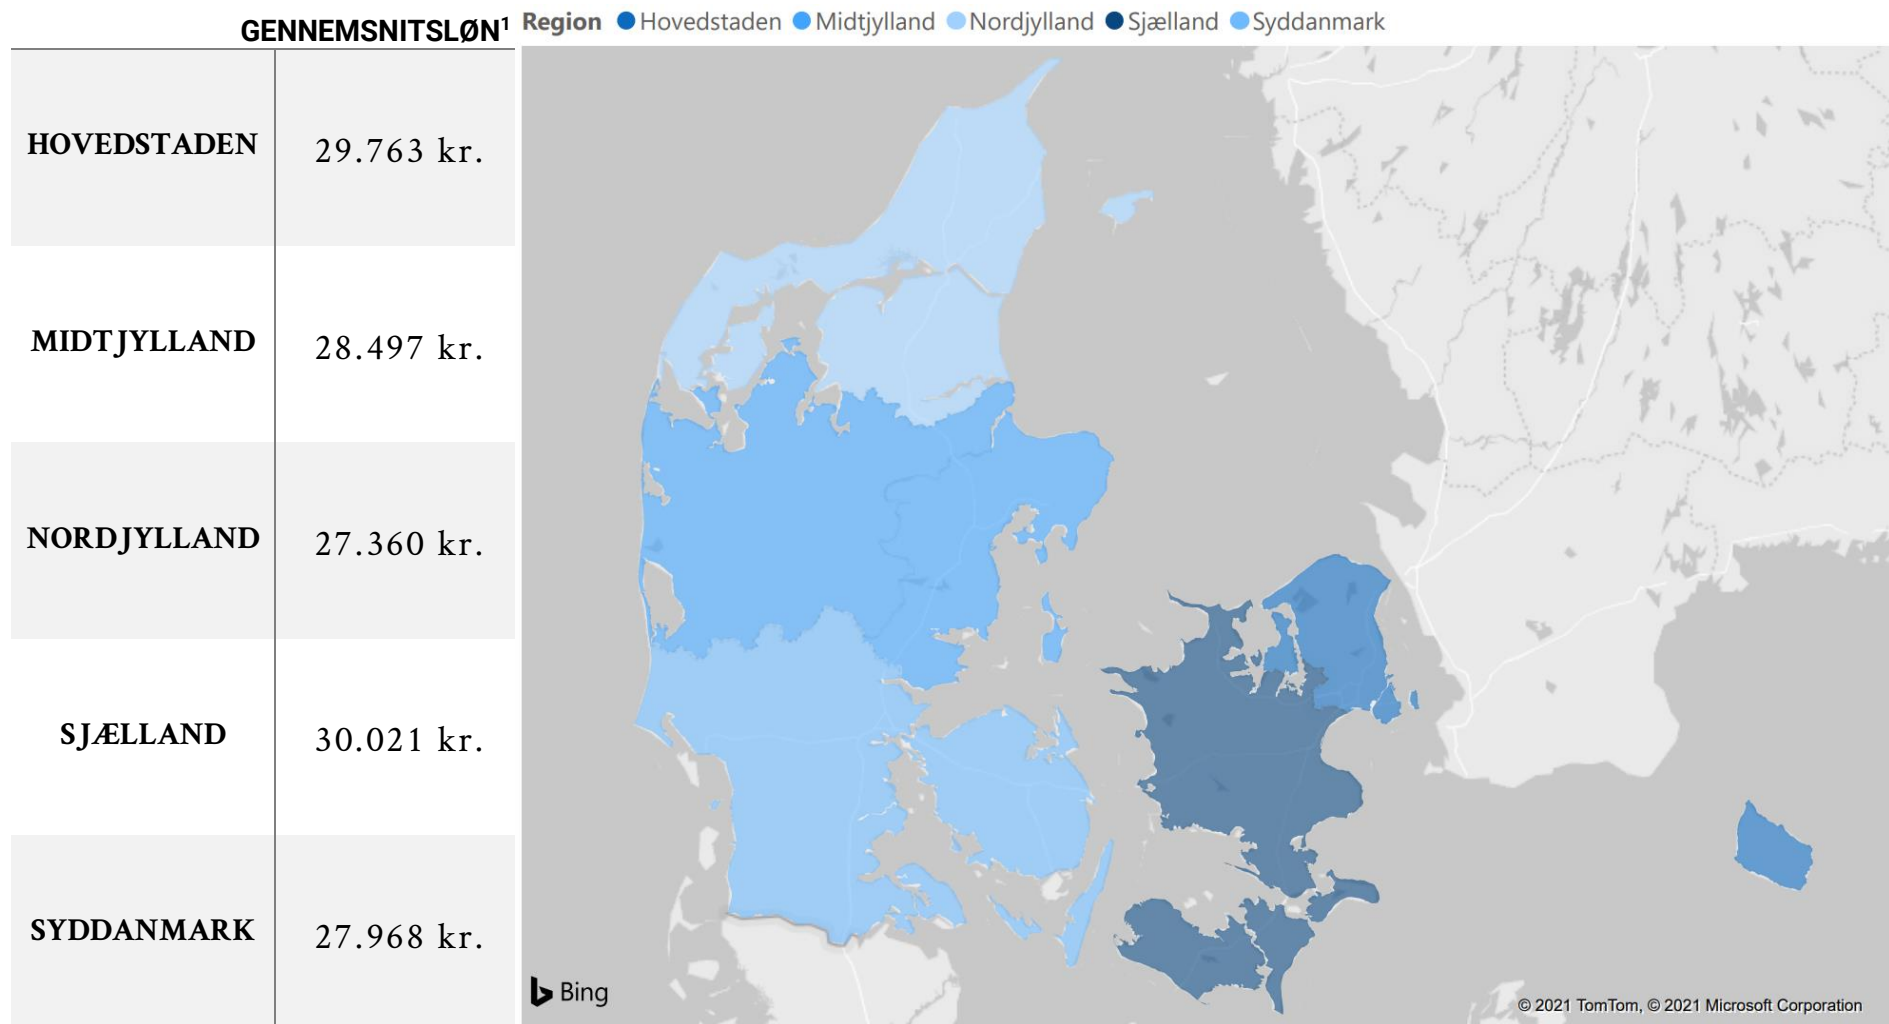 GENNEMSNITSLØN¹
Region Hovedstaden Midtjylland Nordjylland Sjælland Syddanmark
HOVEDSTADEN 29.763 kr.
MIDTJYLLAND 28.497 kr.
NORDJYLLAND 27.360 kr.
SJÆLLAND 30.021 kr.
SYDDANMARK 27.968 kr.
Bing
© 2021 TomTom, © 2021 Microsoft Corporation